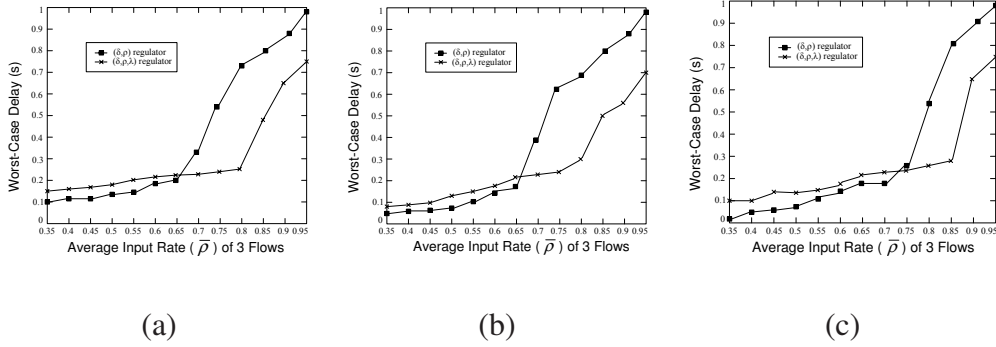 1
0.9
0.8
0.7
0.6
0.5
0.4
0.3
0.2
0.1
0
Worst-Case Delay (s)
(δ,ρ) regulator
(δ,ρ,λ) regulator
0.35 0.4 0.45 0.5 0.55 0.6 0.65 0.7 0.75 0.8 0.85 0.9 0.95
Average Input Rate ( ρ̅ ) of 3 Flows
(a)
1
0.9
0.8
0.7
0.6
0.5
0.4
0.3
0.2
0.1
0
Worst-Case Delay (s)
(δ,ρ) regulator
(δ,ρ,λ) regulator
0.35 0.4 0.45 0.5 0.55 0.6 0.65 0.7 0.75 0.8 0.85 0.9 0.95
Average Input Rate ( ρ̅ ) of 3 Flows
(b)
1
0.9
0.8
0.7
0.6
0.5
0.4
0.3
0.2
0.1
0
Worst-Case Delay (s)
(δ,ρ) regulator
(δ,ρ,λ) regulator
0.35 0.4 0.45 0.5 0.55 0.6 0.65 0.7 0.75 0.8 0.85 0.9 0.95
Average Input Rate ( ρ̅ ) of 3 Flows
(c)